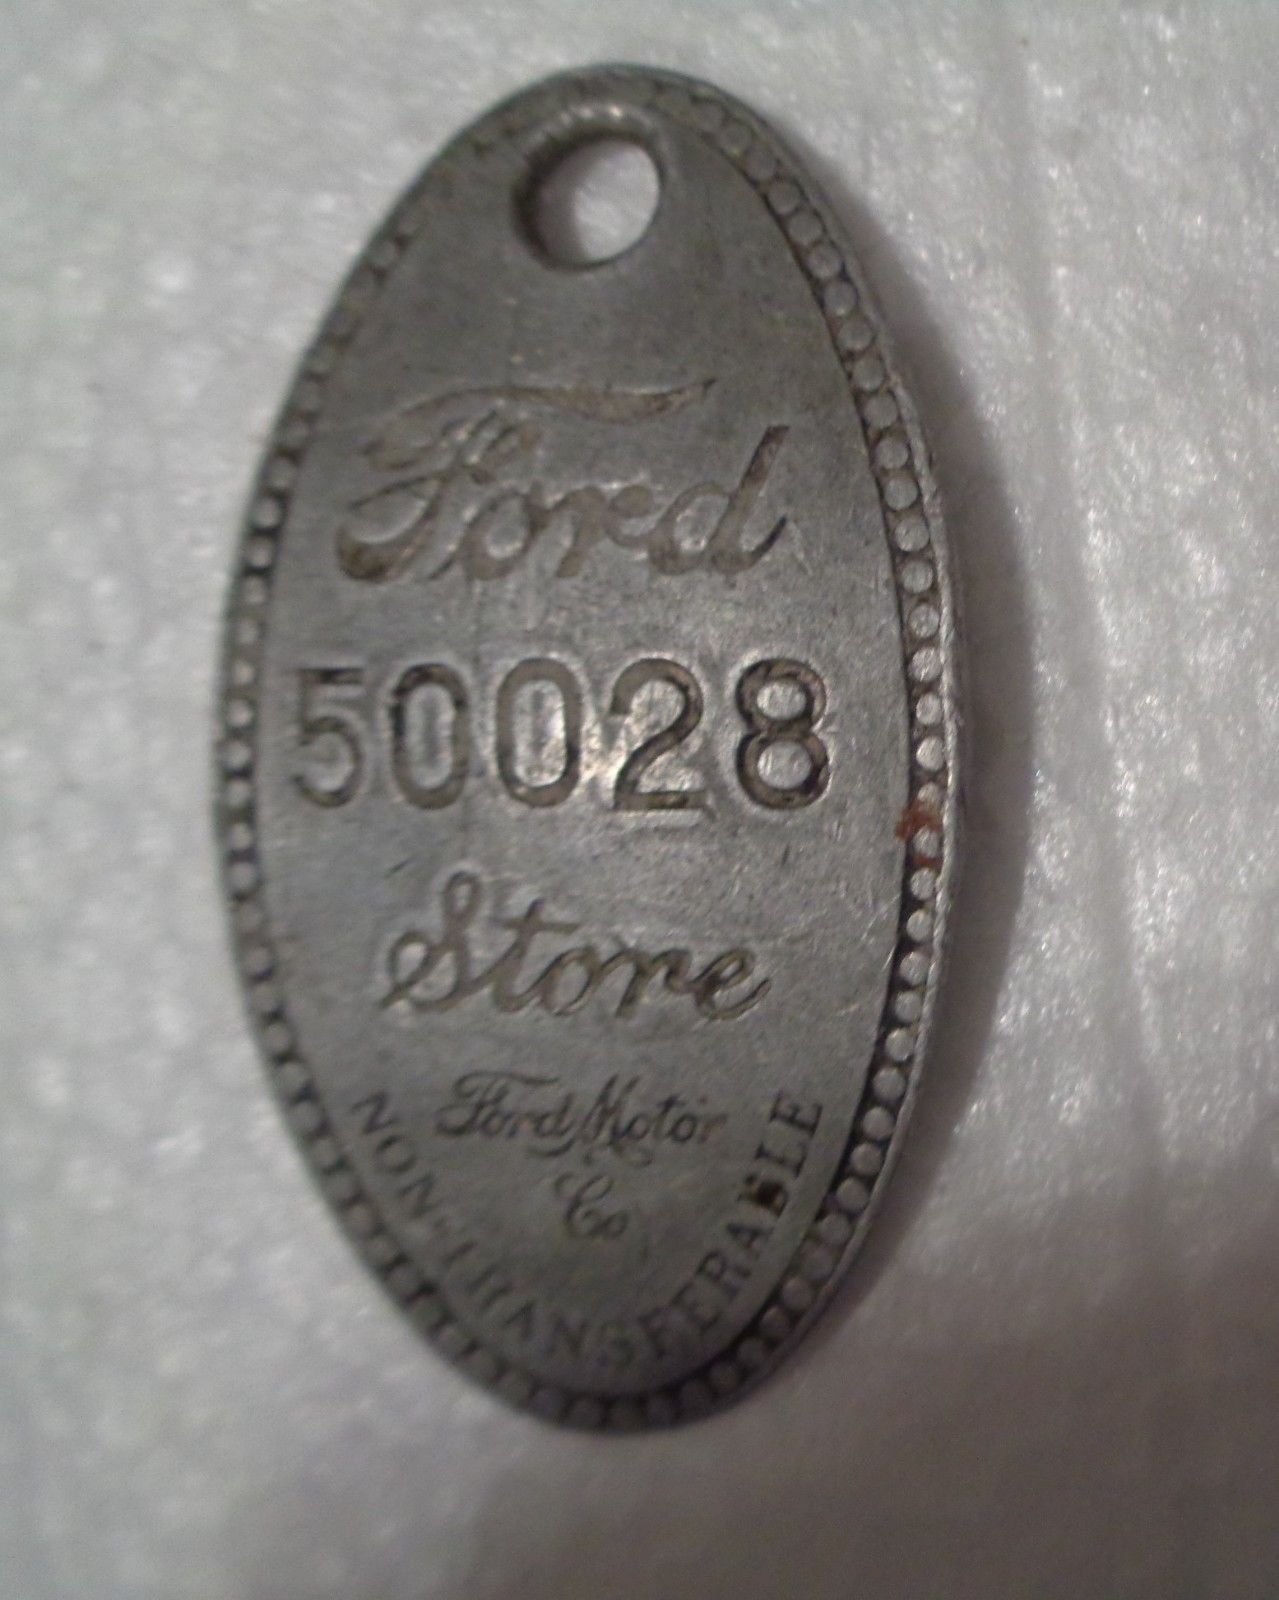 Ford
50028
Store
Ford Motor
Co
NON-TRANSFERABLE